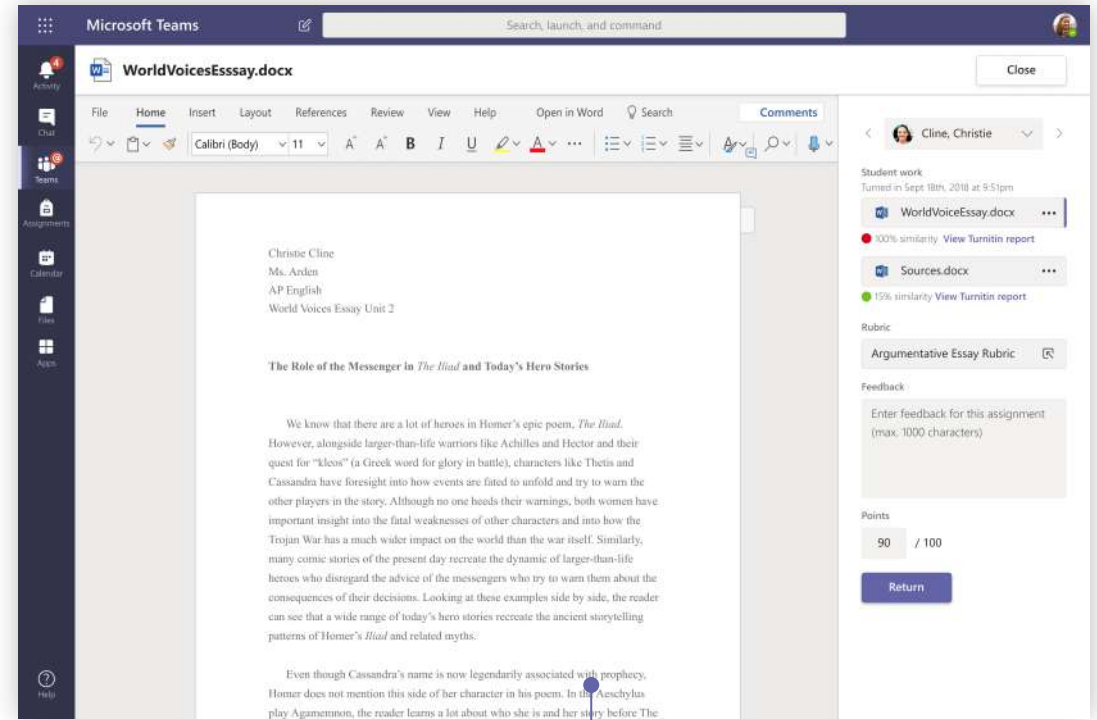 Microsoft Teams
Search, launch, and command
4
Activity
WorldVoicesEsssay.docx
Close
Chat
Teams
Assignments
Calendar
Files
Apps
Help
File Home Insert Layout References Review View Help Open in Word Search Comments
Calibri (Body) 11 A A B I U A
Christie Cline
Ms. Arden
AP English
World Voices Essay Unit 2
The Role of the Messenger in The Iliad and Today's Hero Stories
We know that there are a lot of heroes in Homer's epic poem, The Iliad.
However, alongside larger-than-life warriors like Achilles and Hector and their
quest for "kleos" (a Greek word for glory in battle), characters like Thetis and
Cassandra have foresight into how events are fated to unfold and try to warn the
other players in the story. Although no one heeds their warnings, both women have
important insight into the fatal weaknesses of other characters and into how the
Trojan War has a much wider impact on the world than the war itself. Similarly,
many comic stories of the present day recreate the dynamic of larger-than-life
heroes who disregard the advice of the messengers who try to warn them about the
consequences of their decisions. Looking at these examples side by side, the reader
can see that a wide range of today's hero stories recreate the ancient storytelling
patterns of Homer's Iliad and related myths.
Even though Cassandra's name is now legendarily associated with prophecy,
Homer does not mention this side of her character in his poem. In the Aeschylus
play Agamemnon, the reader learns a lot about who she is and her story before The
Cline, Christie
Student work
Turned in Sept 18th, 2018 at 9:51pm
WorldVoiceEssay.docx
100% similarity View Turnitin report
Sources.docx
15% similarity View Turnitin report
Rubric
Argumentative Essay Rubric
Feedback
Enter feedback for this assignment
(max. 1000 characters)
Points
90 / 100
Return